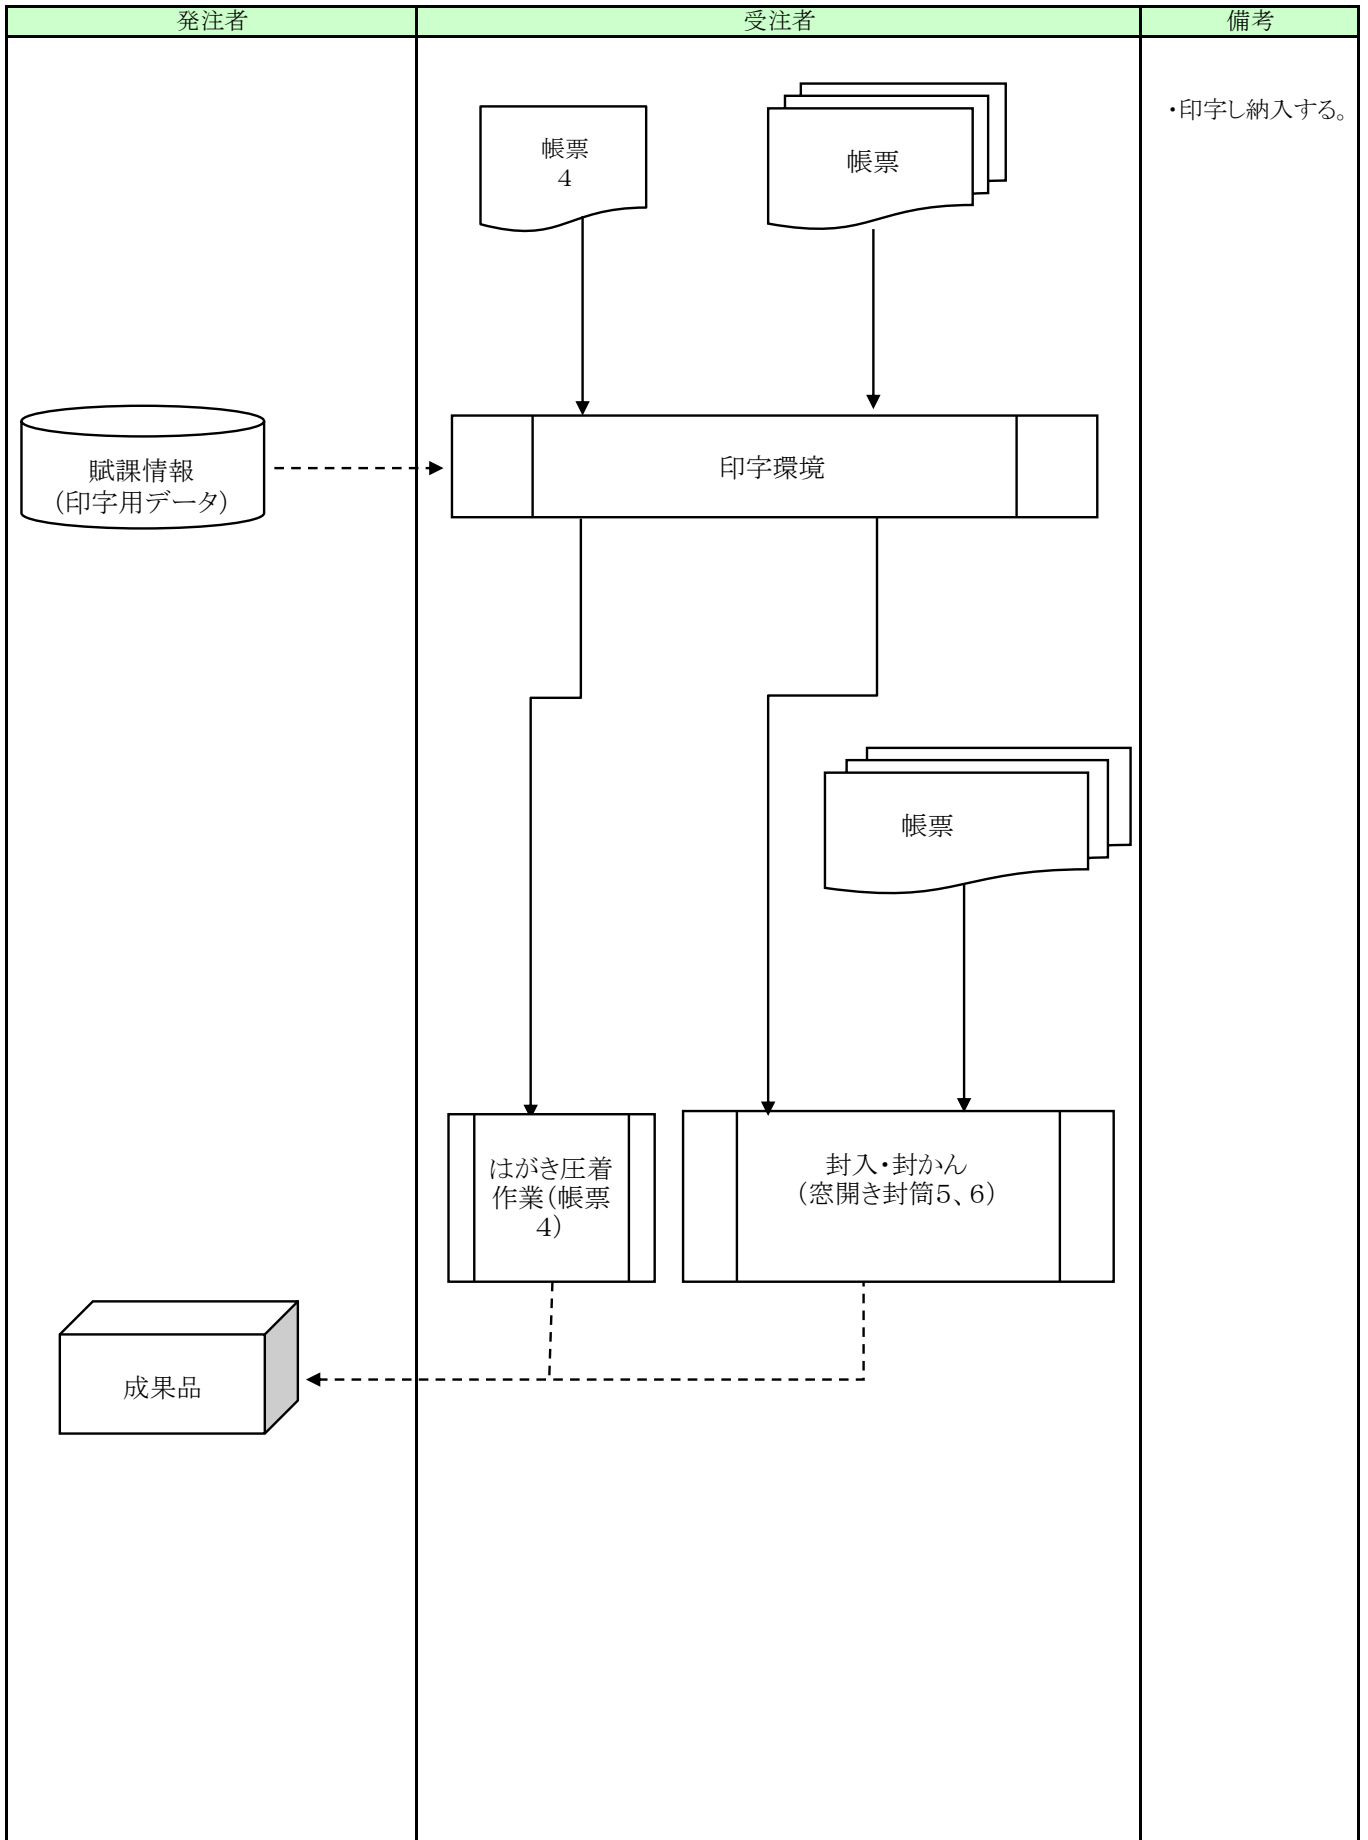 発注者
受注者
備考
・印字し納入する。
帳票
４
帳票
賦課情報
（印字用データ）
印字環境
帳票
はがき圧着
作業（帳票
４）
封入・封かん
（窓開き封筒５、６）
成果品